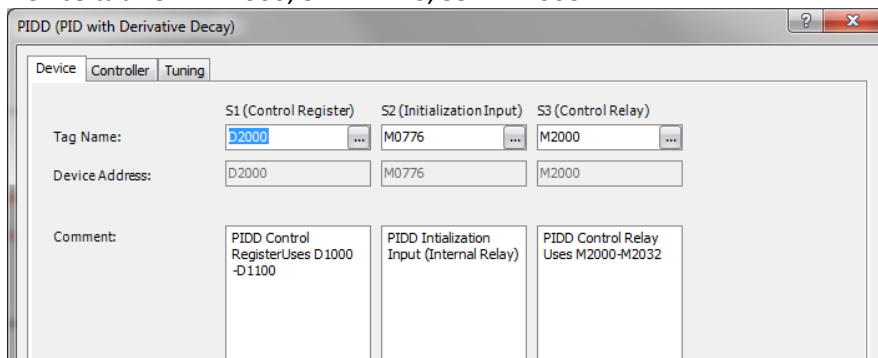 PIDD (PID with Derivative Decay)
Device Controller Tuning
S1 (Control Register) S2 (Initialization Input) S3 (Control Relay)
Tag Name: D2000 ... M0776 ... M2000 ...
Device Address: D2000 M0776 M2000
Comment: PIDD Control PIDD Intialization PIDD Control Relay
RegisterUses D1000 Input (Internal Relay) Uses M2000-M2032
-D1100